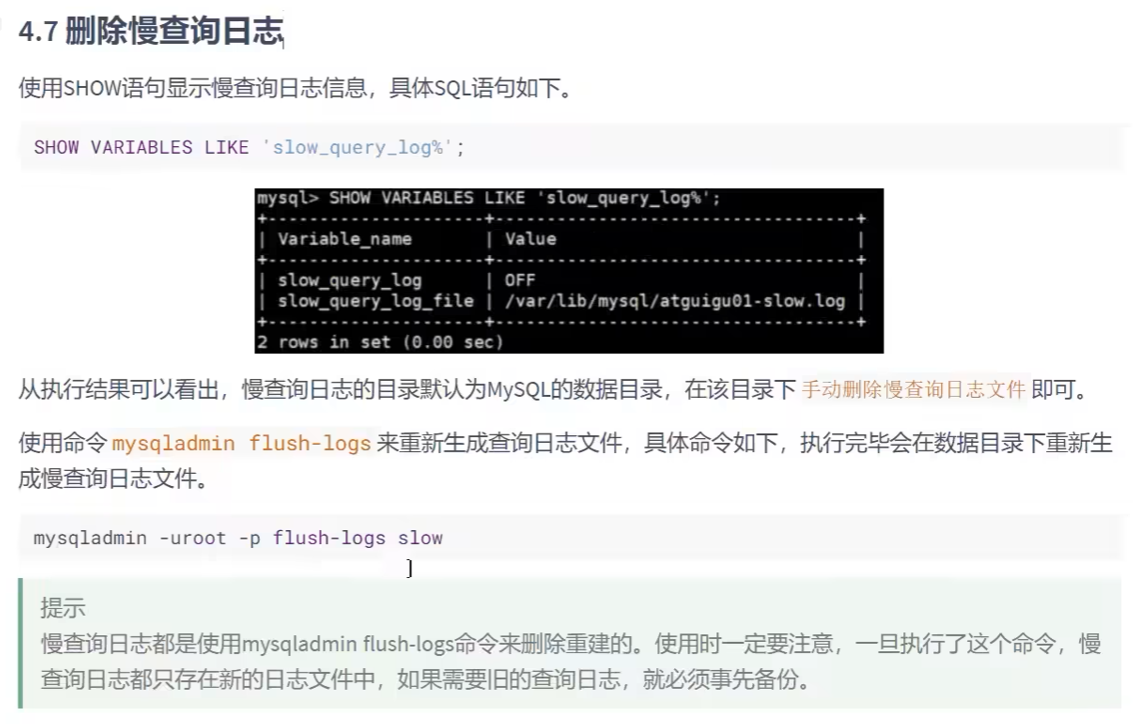 4.7 删除慢查询日志
使用SHOW语句显示慢查询日志信息，具体SQL语句如下。
SHOW VARIABLES LIKE 'slow_query_log%';
mysql> SHOW VARIABLES LIKE 'slow_query_log%';
+---------------------+----------------------------------+
| Variable_name | Value |
+---------------------+----------------------------------+
| slow_query_log | OFF |
| slow_query_log_file | /var/lib/mysql/atguigu01-slow.log |
+---------------------+----------------------------------+
2 rows in set (0.00 sec)
从执行结果可以看出，慢查询日志的目录默认为MySQL的数据目录，在该目录下 手动删除慢查询日志文件 即可。
使用命令 mysqladmin flush-logs 来重新生成查询日志文件，具体命令如下，执行完毕会在数据目录下重新生
成慢查询日志文件。
mysqladmin -uroot -p flush-logs slow
提示
慢查询日志都是使用mysqladmin flush-logs命令来删除重建的。使用时一定要注意，一旦执行了这个命令，慢
查询日志都只存在新的日志文件中，如果需要旧的查询日志，就必须事先备份。